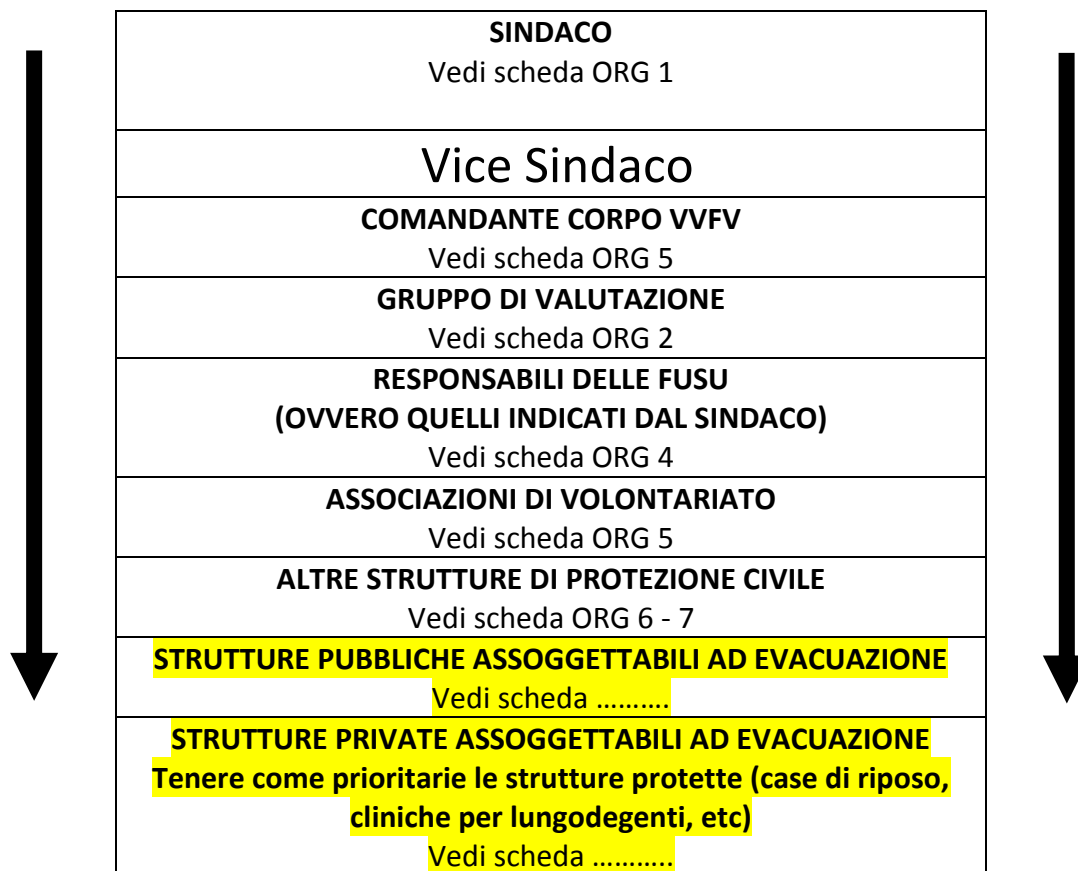 SINDACO
Vedi scheda ORG 1
Vice Sindaco
COMANDANTE CORPO VVFV
Vedi scheda ORG 5
GRUPPO DI VALUTAZIONE
Vedi scheda ORG 2
RESPONSABILI DELLE FUSU
(OVVERO QUELLI INDICATI DAL SINDACO)
Vedi scheda ORG 4
ASSOCIAZIONI DI VOLONTARIATO
Vedi scheda ORG 5
ALTRE STRUTTURE DI PROTEZIONE CIVILE
Vedi scheda ORG 6 - 7
STRUTTURE PUBBLICHE ASSOGGETTABILI AD EVACUAZIONE
Vedi scheda ……….
STRUTTURE PRIVATE ASSOGGETTABILI AD EVACUAZIONE
Tenere come prioritarie le strutture protette (case di riposo,
cliniche per lungodegenti, etc)
Vedi scheda ………..